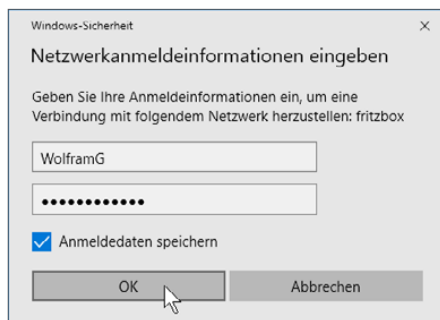 Windows-Sicherheit
Netzwerkanmeldeinformationen eingeben
Geben Sie Ihre Anmeldeinformationen ein, um eine
Verbindung mit folgendem Netzwerk herzustellen: fritzbox
WolframG
••••••••••••
Anmeldedaten speichern
OK
Abbrechen